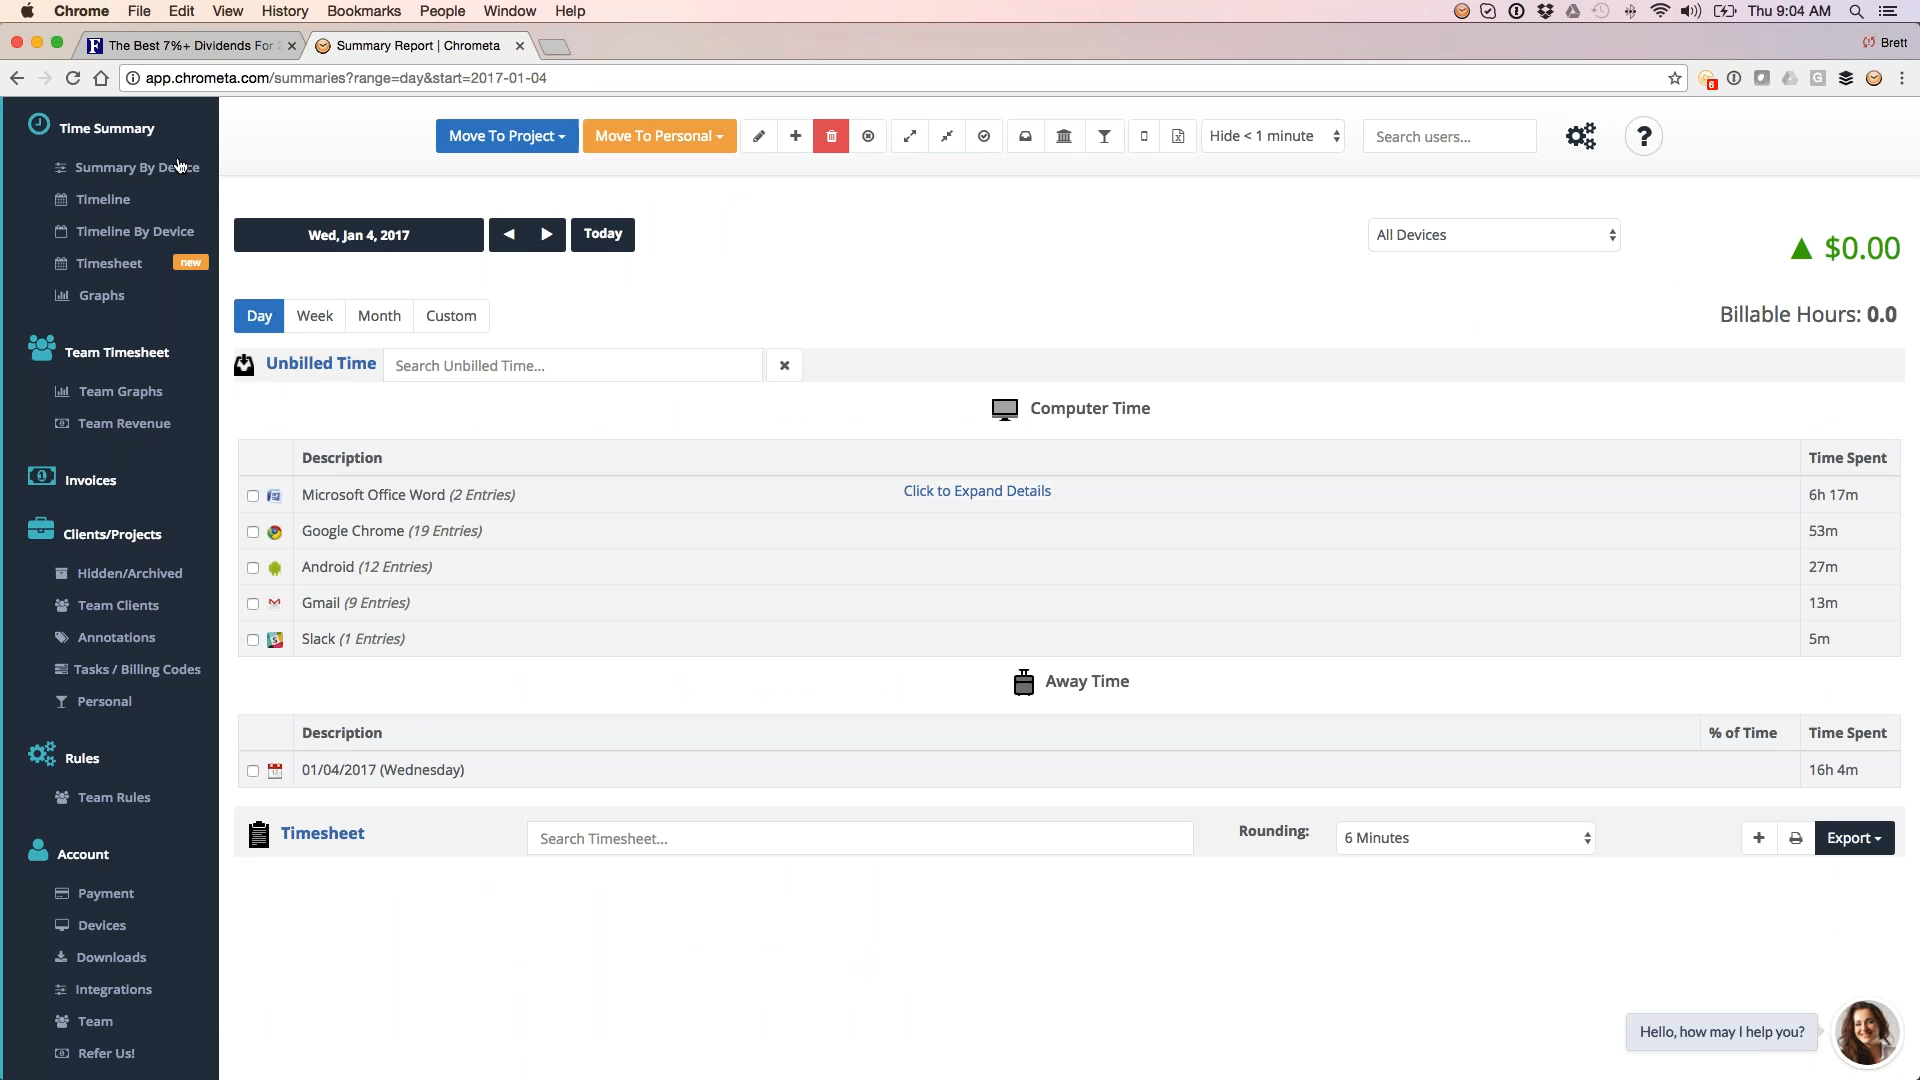 Chrome File Edit View History Bookmarks People Window Help Thu 9:04 AM
The Best 7%+ Dividends For 2 Summary Report | Chrometa Brett
app.chrometa.com/summaries?range=day&start=2017-01-04 6
Time Summary
Summary By Device
Timeline
Timeline By Device
Timesheet new
Graphs
Team Timesheet
Team Graphs
Team Revenue
Invoices
Clients/Projects
Hidden/Archived
Team Clients
Annotations
Tasks / Billing Codes
Personal
Rules
Team Rules
Account
Payment
Devices
Downloads
Integrations
Team
Refer Us!
Move To Project Move To Personal Hide < 1 minute Search users... ?
Wed, Jan 4, 2017 Today All Devices $0.00
Day Week Month Custom Billable Hours: 0.0
Unbilled Time Search Unbilled Time...
Computer Time
Description Time Spent
Microsoft Office Word (2 Entries) Click to Expand Details 6h 17m
Google Chrome (19 Entries) 53m
Android (12 Entries) 27m
Gmail (9 Entries) 13m
Slack (1 Entries) 5m
Away Time
Description % of Time Time Spent
01/04/2017 (Wednesday) 16h 4m
Timesheet Search Timesheet... Rounding: 6 Minutes Export
Hello, how may I help you?